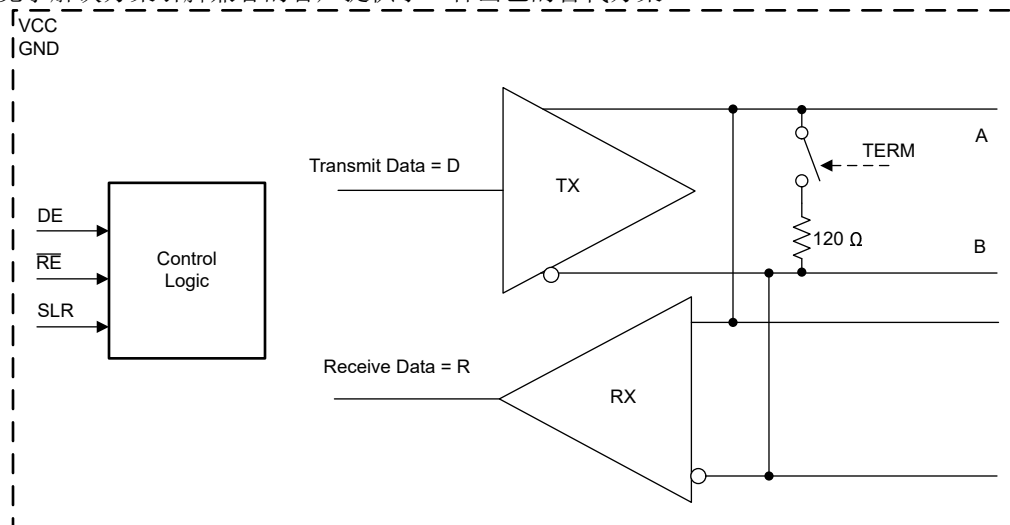 VCC
GND
Transmit Data = D
TX
TERM
A
120 Ω
B
DE
RE
SLR
Control
Logic
Receive Data = R
RX